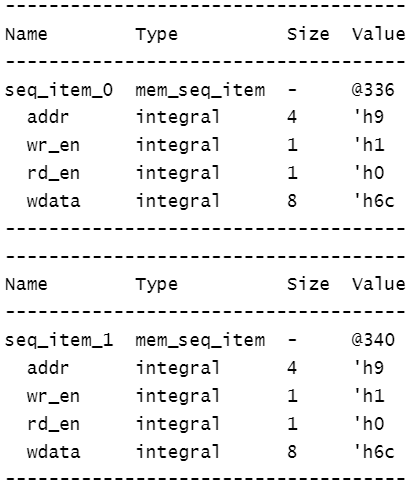 ---------------------------------------
Name        Type          Size  Value
---------------------------------------
seq_item_0  mem_seq_item  -     @336
  addr      integral      4     'h9
  wr_en     integral      1     'h1
  rd_en     integral      1     'h0
  wdata     integral      8     'h6c
---------------------------------------
---------------------------------------
Name        Type          Size  Value
---------------------------------------
seq_item_1  mem_seq_item  -     @340
  addr      integral      4     'h9
  wr_en     integral      1     'h1
  rd_en     integral      1     'h0
  wdata     integral      8     'h6c
---------------------------------------